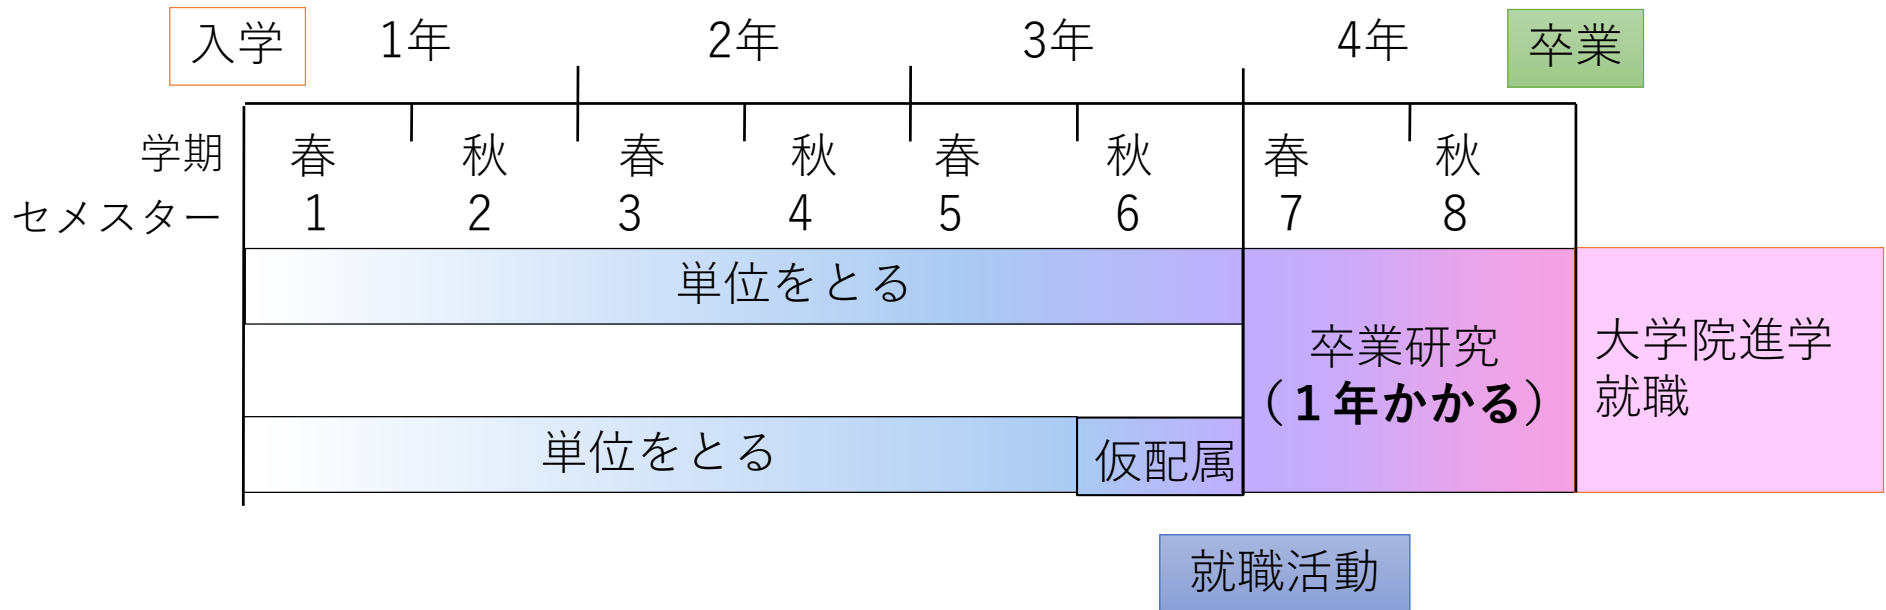 入学 1年 2年 3年 4年 卒業
学期 春 秋 春 秋 春 秋 春 秋
セメスター 1 2 3 4 5 6 7 8
単位をとる
卒業研究
（１年かかる）
大学院進学
就職
単位をとる
仮配属
就職活動